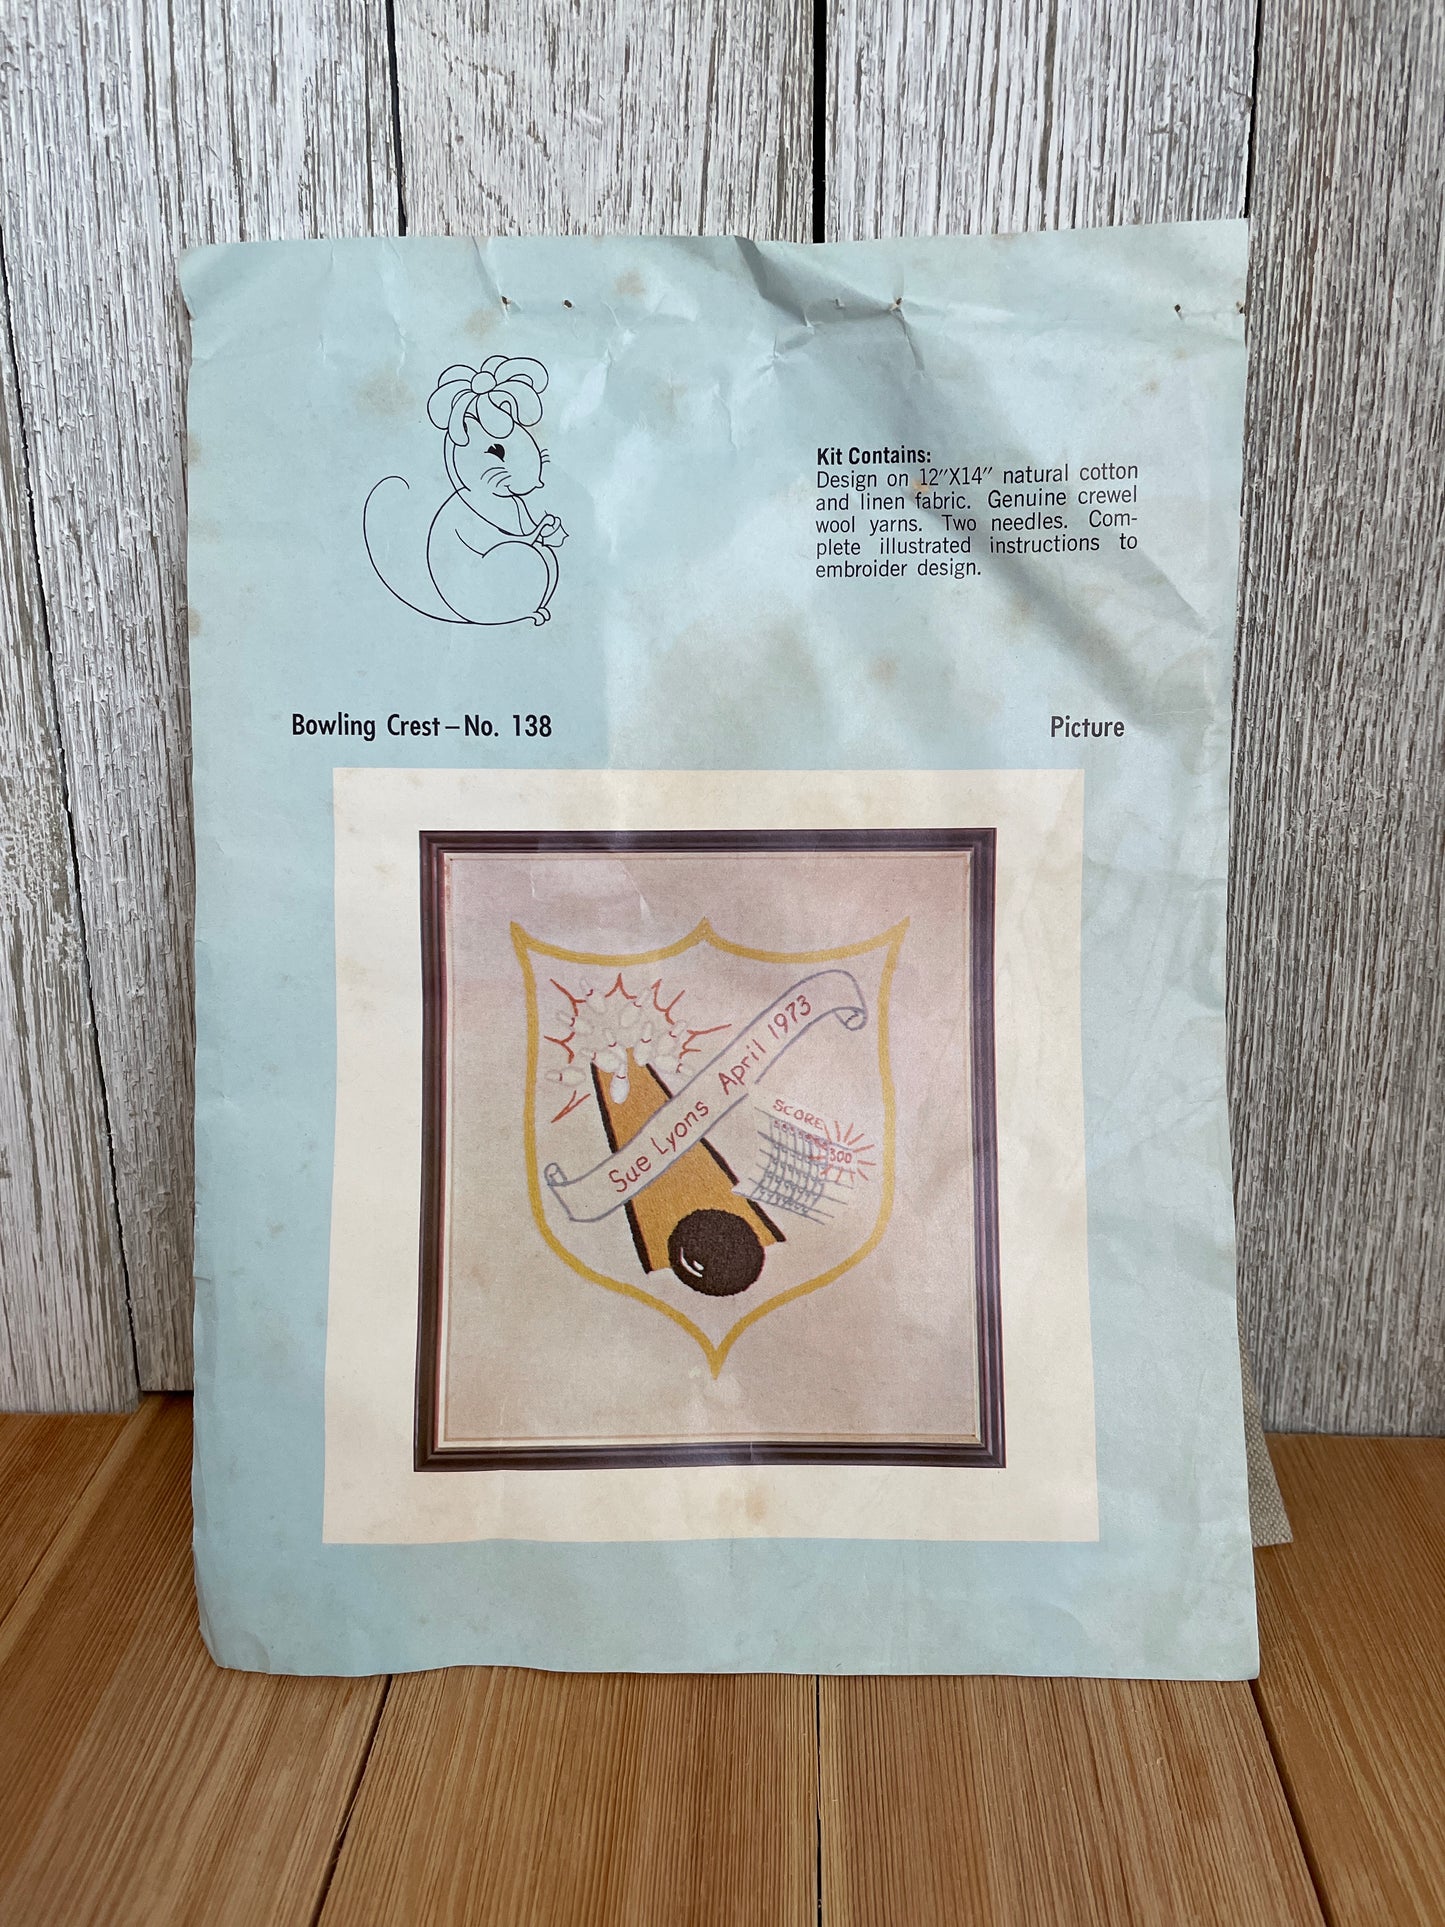 Kit Contains:
Design on 12″X14″ natural cotton
and linen fabric. Genuine crewel
wool yarns. Two needles. Com-
plete illustrated instructions to
embroider design.
Bowling Crest–No. 138
Picture
Sue Lyons April 1973
SCORE
300